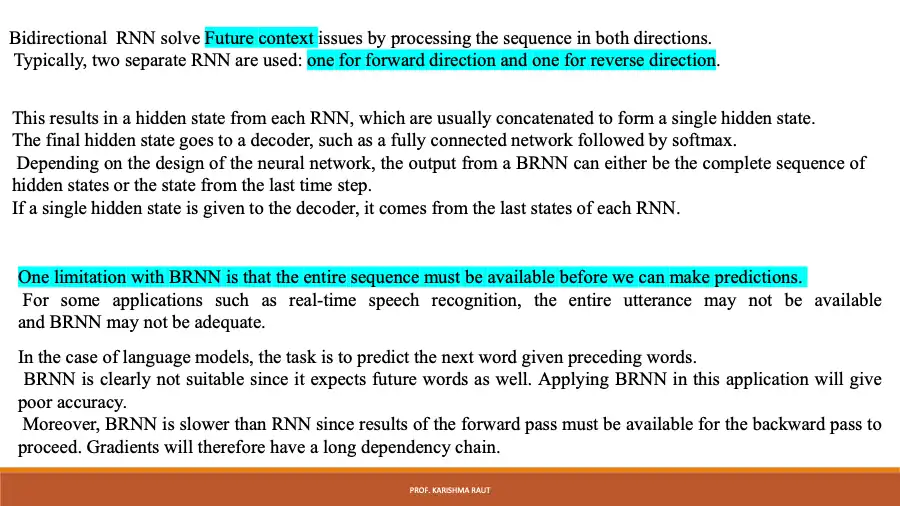 Bidirectional RNN solve Future context issues by processing the sequence in both directions.
Typically, two separate RNN are used: one for forward direction and one for reverse direction.
This results in a hidden state from each RNN, which are usually concatenated to form a single hidden state.
The final hidden state goes to a decoder, such as a fully connected network followed by softmax.
Depending on the design of the neural network, the output from a BRNN can either be the complete sequence of
hidden states or the state from the last time step.
If a single hidden state is given to the decoder, it comes from the last states of each RNN.
One limitation with BRNN is that the entire sequence must be available before we can make predictions.
For some applications such as real-time speech recognition, the entire utterance may not be available
and BRNN may not be adequate.
In the case of language models, the task is to predict the next word given preceding words.
BRNN is clearly not suitable since it expects future words as well. Applying BRNN in this application will give
poor accuracy.
Moreover, BRNN is slower than RNN since results of the forward pass must be available for the backward pass to
proceed. Gradients will therefore have a long dependency chain.
PROF. KARISHMA RAUT